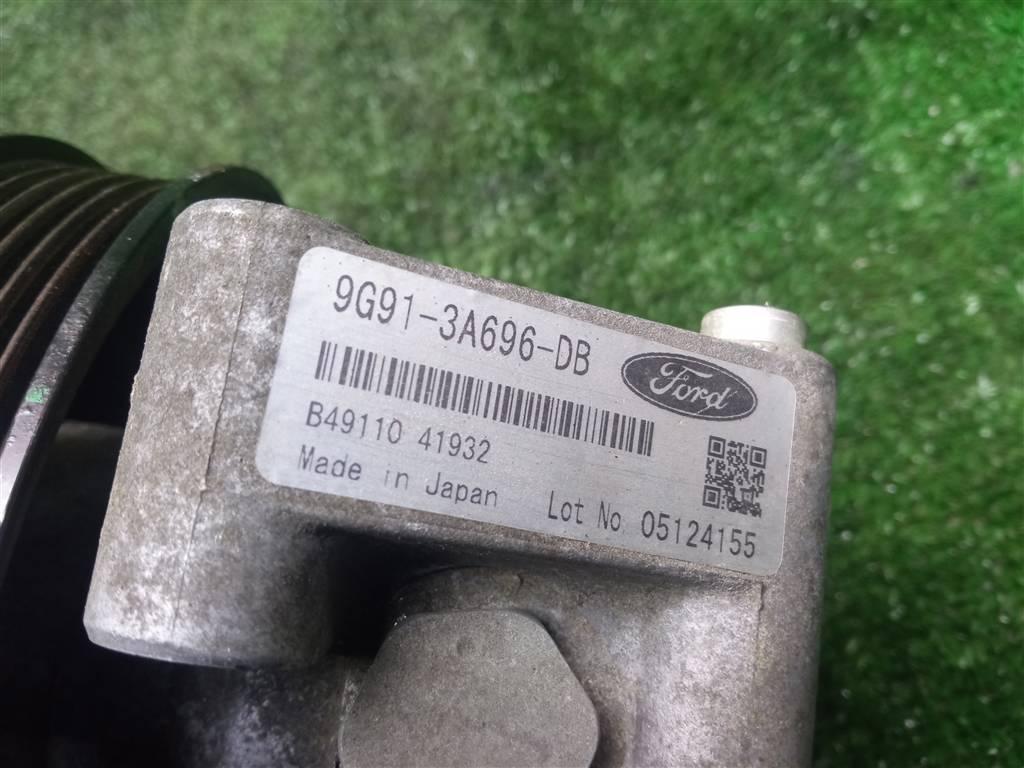 9G91-3A696-DB
Ford
B49110 41932
Made in Japan Lot No 05124155